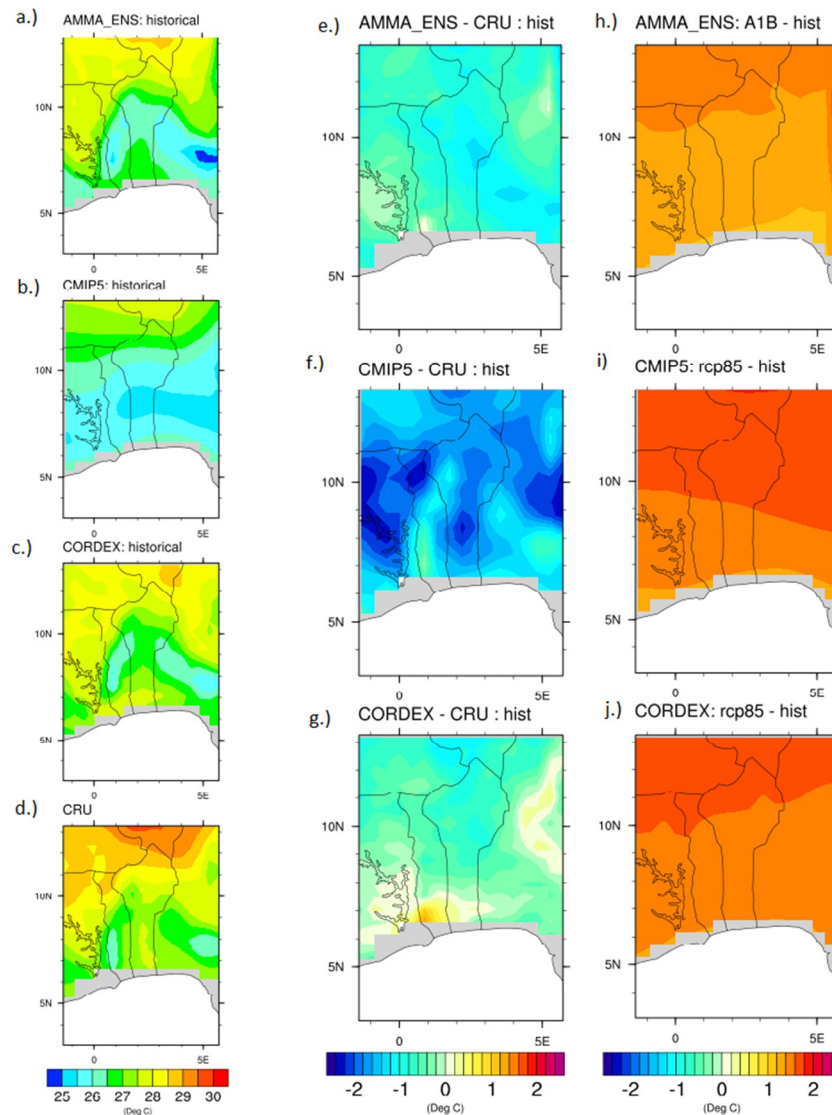 a.) AMMA_ENS: historical
10N
5N
0 5E
b.) CMIP5: historical
10N
5N
0 5E
c.) CORDEX: historical
10N
5N
0 5E
d.) CRU
10N
5N
0 5E
25 26 27 28 29 30
(Deg C)
e.) AMMA_ENS - CRU : hist
10N
5N
0 5E
f.) CMIP5 - CRU : hist
10N
5N
0 5E
g.) CORDEX - CRU : hist
10N
5N
0 5E
-2 -1 0 1 2
(Deg C)
h.) AMMA_ENS: A1B - hist
10N
5N
0 5E
i) CMIP5: rcp85 - hist
10N
5N
0 5E
j.) CORDEX: rcp85 - hist
10N
5N
0 5E
-2 -1 0 1 2
(Deg C)